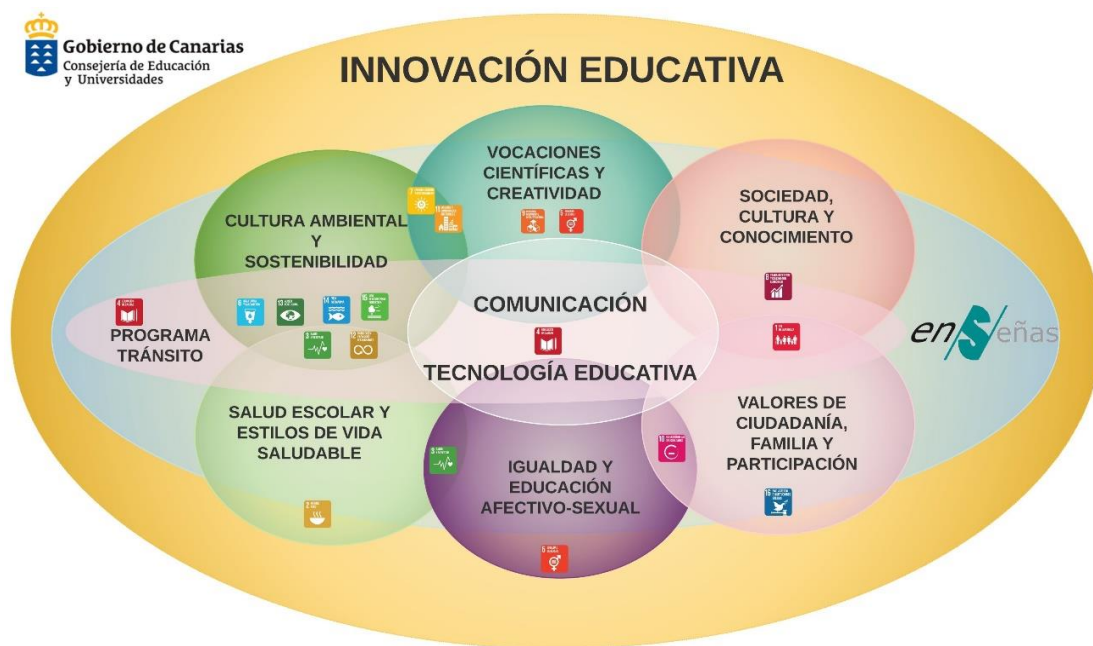 Gobierno de Canarias
Consejería de Educación
y Universidades
INNOVACIÓN EDUCATIVA
VOCACIONES
CIENTÍFICAS Y
CREATIVIDAD
SOCIEDAD,
CULTURA Y
CONOCIMIENTO
CULTURA AMBIENTAL
Y
SOSTENIBILIDAD
COMUNICACIÓN
PROGRAMA
TRÁNSITO
enSeñas
TECNOLOGÍA EDUCATIVA
SALUD ESCOLAR Y
ESTILOS DE VIDA
SALUDABLE
VALORES DE
CIUDADANÍA,
FAMILIA Y
PARTICIPACIÓN
IGUALDAD Y
EDUCACIÓN
AFECTIVO-SEXUAL